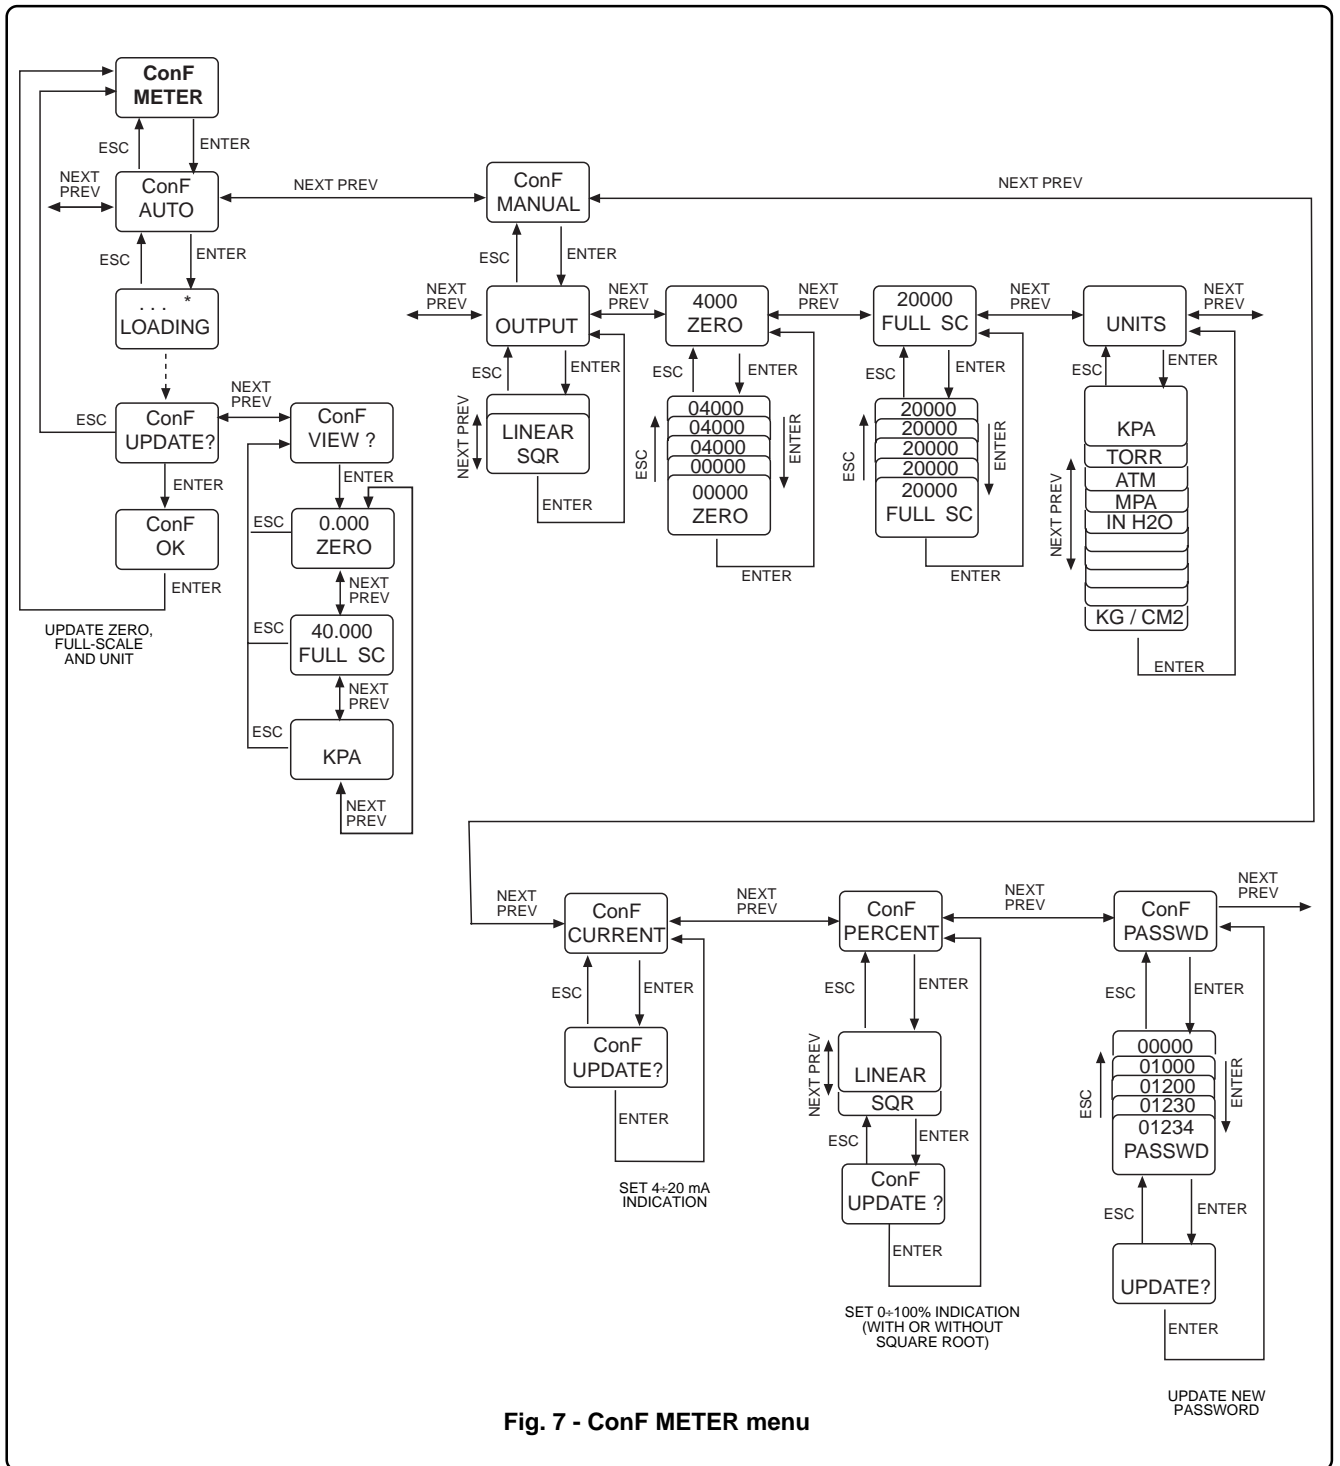 ConF
METER
ESC
ENTER
NEXT
PREV
ConF
AUTO
NEXT PREV
ConF
MANUAL
NEXT PREV
ESC
ENTER
. . . *
LOADING
ESC
ConF
UPDATE?
NEXT
PREV
ConF
VIEW ?
ENTER
ConF
OK
ENTER
UPDATE ZERO,
FULL-SCALE
AND UNIT
ENTER
ESC
0.000
ZERO
NEXT
PREV
ESC
40.000
FULL SC
NEXT
PREV
ESC
KPA
NEXT
PREV
ESC
ENTER
NEXT
PREV
OUTPUT
NEXT
PREV
4000
ZERO
NEXT
PREV
20000
FULL SC
NEXT
PREV
UNITS
NEXT
PREV
ESC
ENTER
NEXT PREV
LINEAR
SQR
ENTER
ESC
ENTER
ESC
04000
04000
04000
00000
00000
ZERO
ENTER
ENTER
ESC
ENTER
ESC
20000
20000
20000
20000
20000
FULL SC
ENTER
ENTER
ESC
ENTER
NEXT PREV
KPA
TORR
ATM
MPA
IN H2O
KG / CM2
ENTER
NEXT
PREV
ConF
CURRENT
NEXT
PREV
ConF
PERCENT
NEXT
PREV
ConF
PASSWD
NEXT
PREV
ESC
ENTER
ConF
UPDATE?
ENTER
SET 4÷20 mA
INDICATION
ESC
ENTER
NEXT PREV
LINEAR
SQR
ESC
ENTER
ConF
UPDATE ?
ENTER
SET 0÷100% INDICATION
(WITH OR WITHOUT
SQUARE ROOT)
ESC
ENTER
ESC
00000
01000
01200
01230
01234
PASSWD
ENTER
ESC
ENTER
UPDATE?
ENTER
UPDATE NEW
PASSWORD
Fig. 7 - ConF METER menu